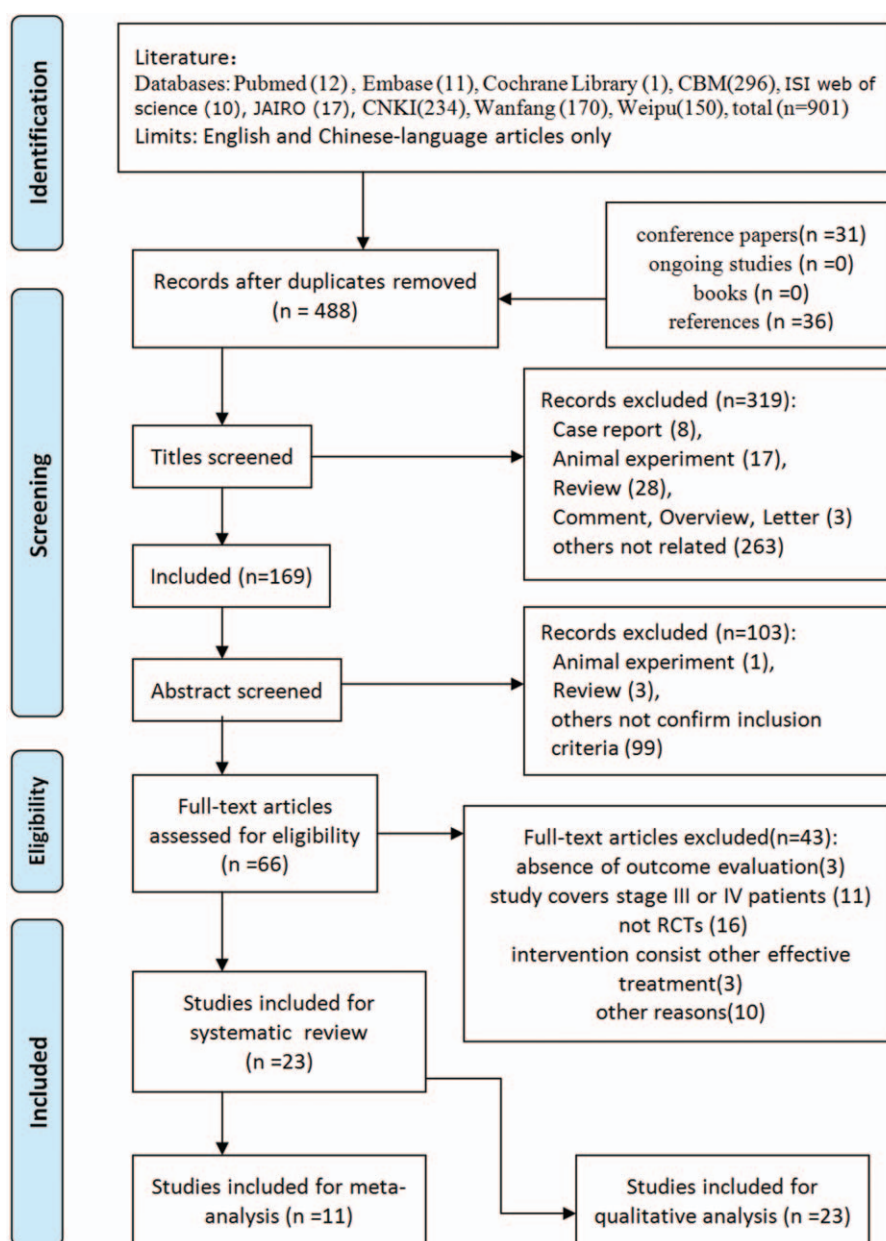 Identification
Literature:
Databases: Pubmed (12) , Embase (11), Cochrane Library (1), CBM(296), ISI web of
science (10), JAIRO (17), CNKI(234), Wanfang (170), Weipu(150), total (n=901)
Limits: English and Chinese-language articles only
conference papers(n =31)
ongoing studies (n =0)
books (n =0)
references (n =36)
Records after duplicates removed
(n = 488)
Screening
Titles screened
Records excluded (n=319):
Case report (8),
Animal experiment (17),
Review (28),
Comment, Overview, Letter (3)
others not related (263)
Included (n=169)
Abstract screened
Records excluded (n=103):
Animal experiment (1),
Review (3),
others not confirm inclusion
criteria (99)
Eligibility
Full-text articles
assessed for eligibility
(n =66)
Full-text articles excluded(n=43):
absence of outcome evaluation(3)
study covers stage III or IV patients (11)
not RCTs (16)
intervention consist other effective
treatment(3)
other reasons(10)
Included
Studies included for
systematic review
(n =23)
Studies included for meta-
analysis (n =11)
Studies included for
qualitative analysis (n =23)